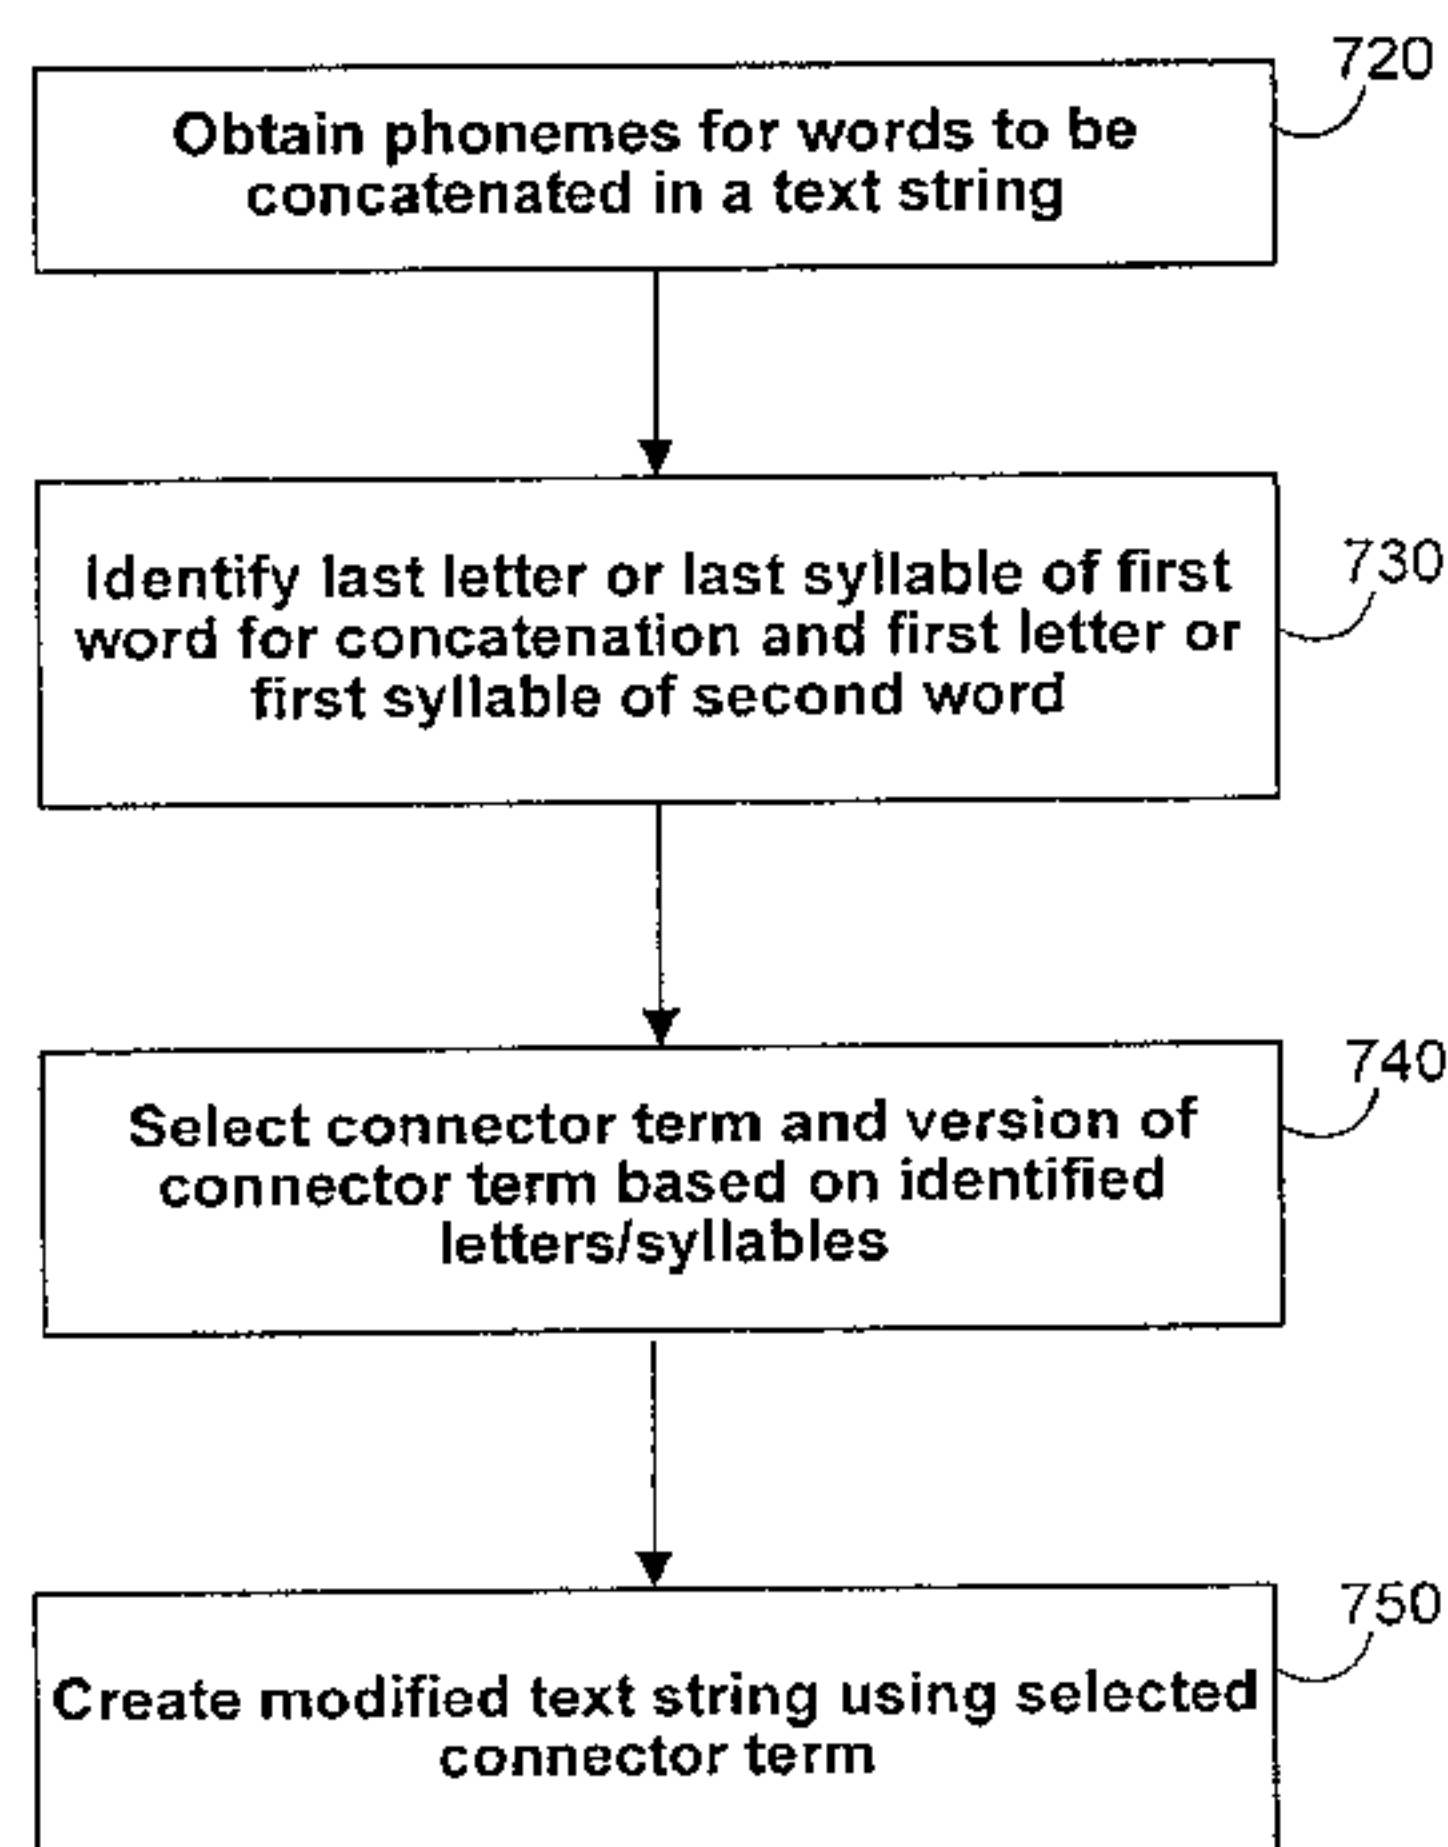 720
Obtain phonemes for words to be
concatenated in a text string
730
Identify last letter or last syllable of first
word for concatenation and first letter or
first syllable of second word
740
Select connector term and version of
connector term based on identified
letters/syllables
750
Create modified text string using selected
connector term